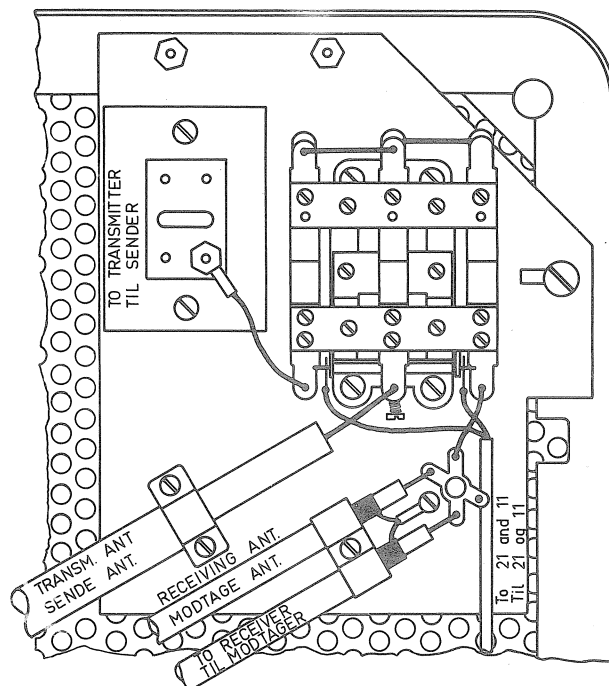 TO TRANSMITTER
TIL SENDER
TRANSM. ANT
SENDE ANT.
RECEIVING ANT.
MODTAGE ANT.
TO RECEIVER
TIL MODTAGER
To 21 and 11
Til 21 og 11